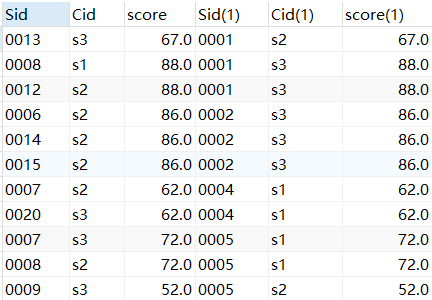 Sid Cid score Sid(1) Cid(1) score(1)
0013 s3 67.0 0001 s2 67.0
0008 s1 88.0 0001 s3 88.0
0012 s2 88.0 0001 s3 88.0
0006 s2 86.0 0002 s3 86.0
0014 s2 86.0 0002 s3 86.0
0015 s2 86.0 0002 s3 86.0
0007 s2 62.0 0004 s1 62.0
0020 s3 62.0 0004 s1 62.0
0007 s3 72.0 0005 s1 72.0
0008 s2 72.0 0005 s1 72.0
0009 s3 52.0 0005 s2 52.0